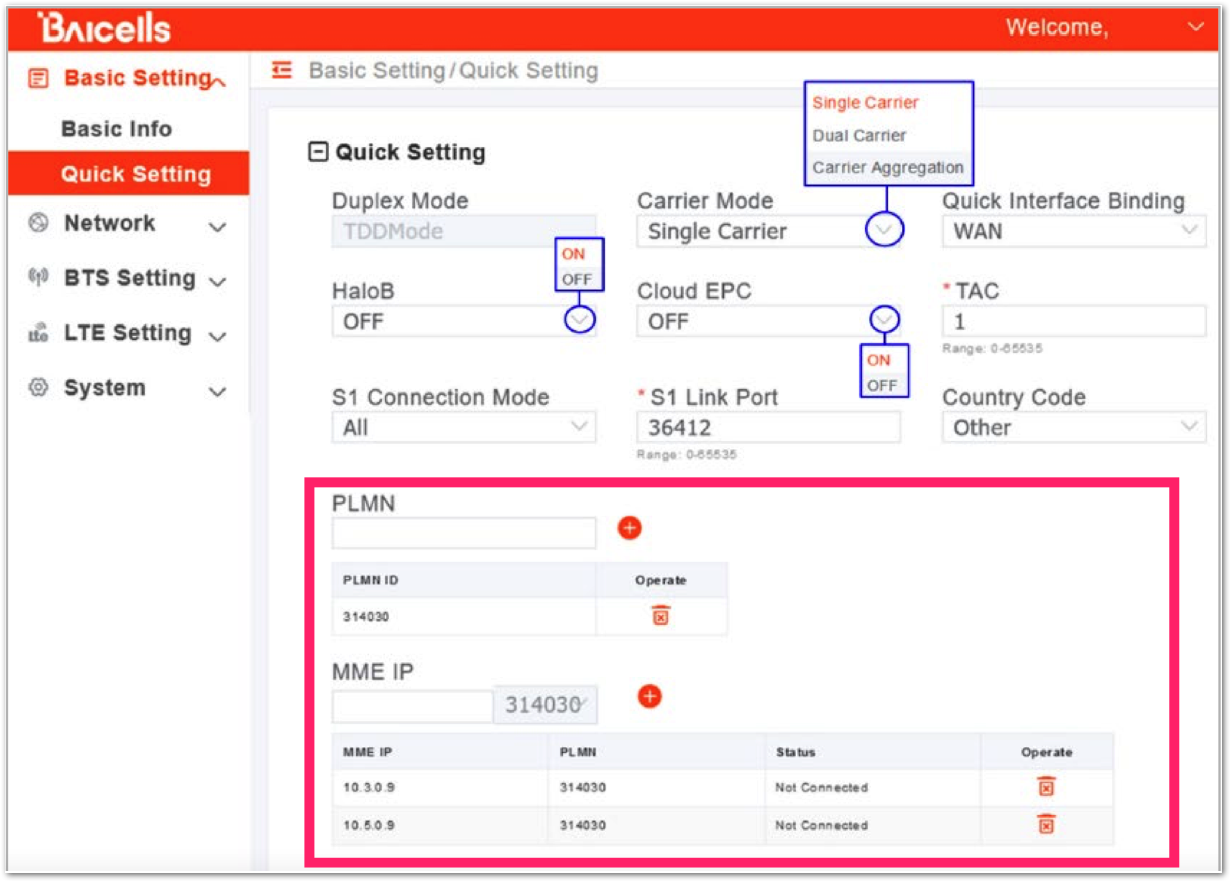 BAIcells
Welcome,
Basic Setting
Basic Setting/Quick Setting
Basic Info
Quick Setting
Network
BTS Setting
LTE Setting
System
Quick Setting
Single Carrier
Dual Carrier
Carrier Aggregation
Duplex Mode
TDDMode
Carrier Mode
Single Carrier
Quick Interface Binding
WAN
ON
OFF
HaloB
OFF
Cloud EPC
OFF
ON
OFF
* TAC
1
Range: 0-65535
S1 Connection Mode
All
* S1 Link Port
36412
Range: 0-65535
Country Code
Other
PLMN
PLMN ID Operate
314030
MME IP
314030
MME IP PLMN Status Operate
10.3.0.9 314030 Not Connected
10.5.0.9 314030 Not Connected